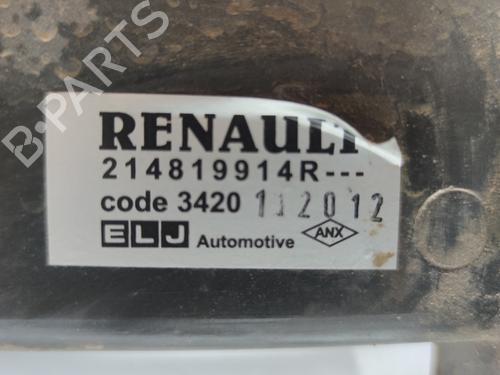 RENAULT
214819914R---
code 3420 112012
ELJ Automotive ANX
B-PARTS